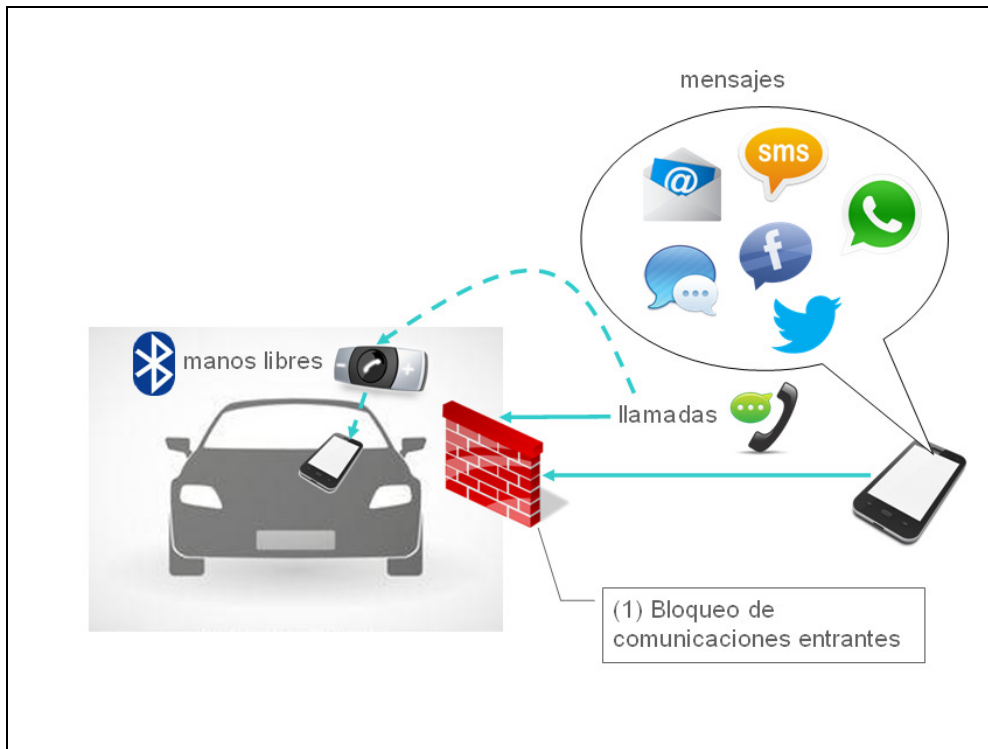 mensajes
sms
@
f
manos libres
llamadas
(1) Bloqueo de
comunicaciones entrantes